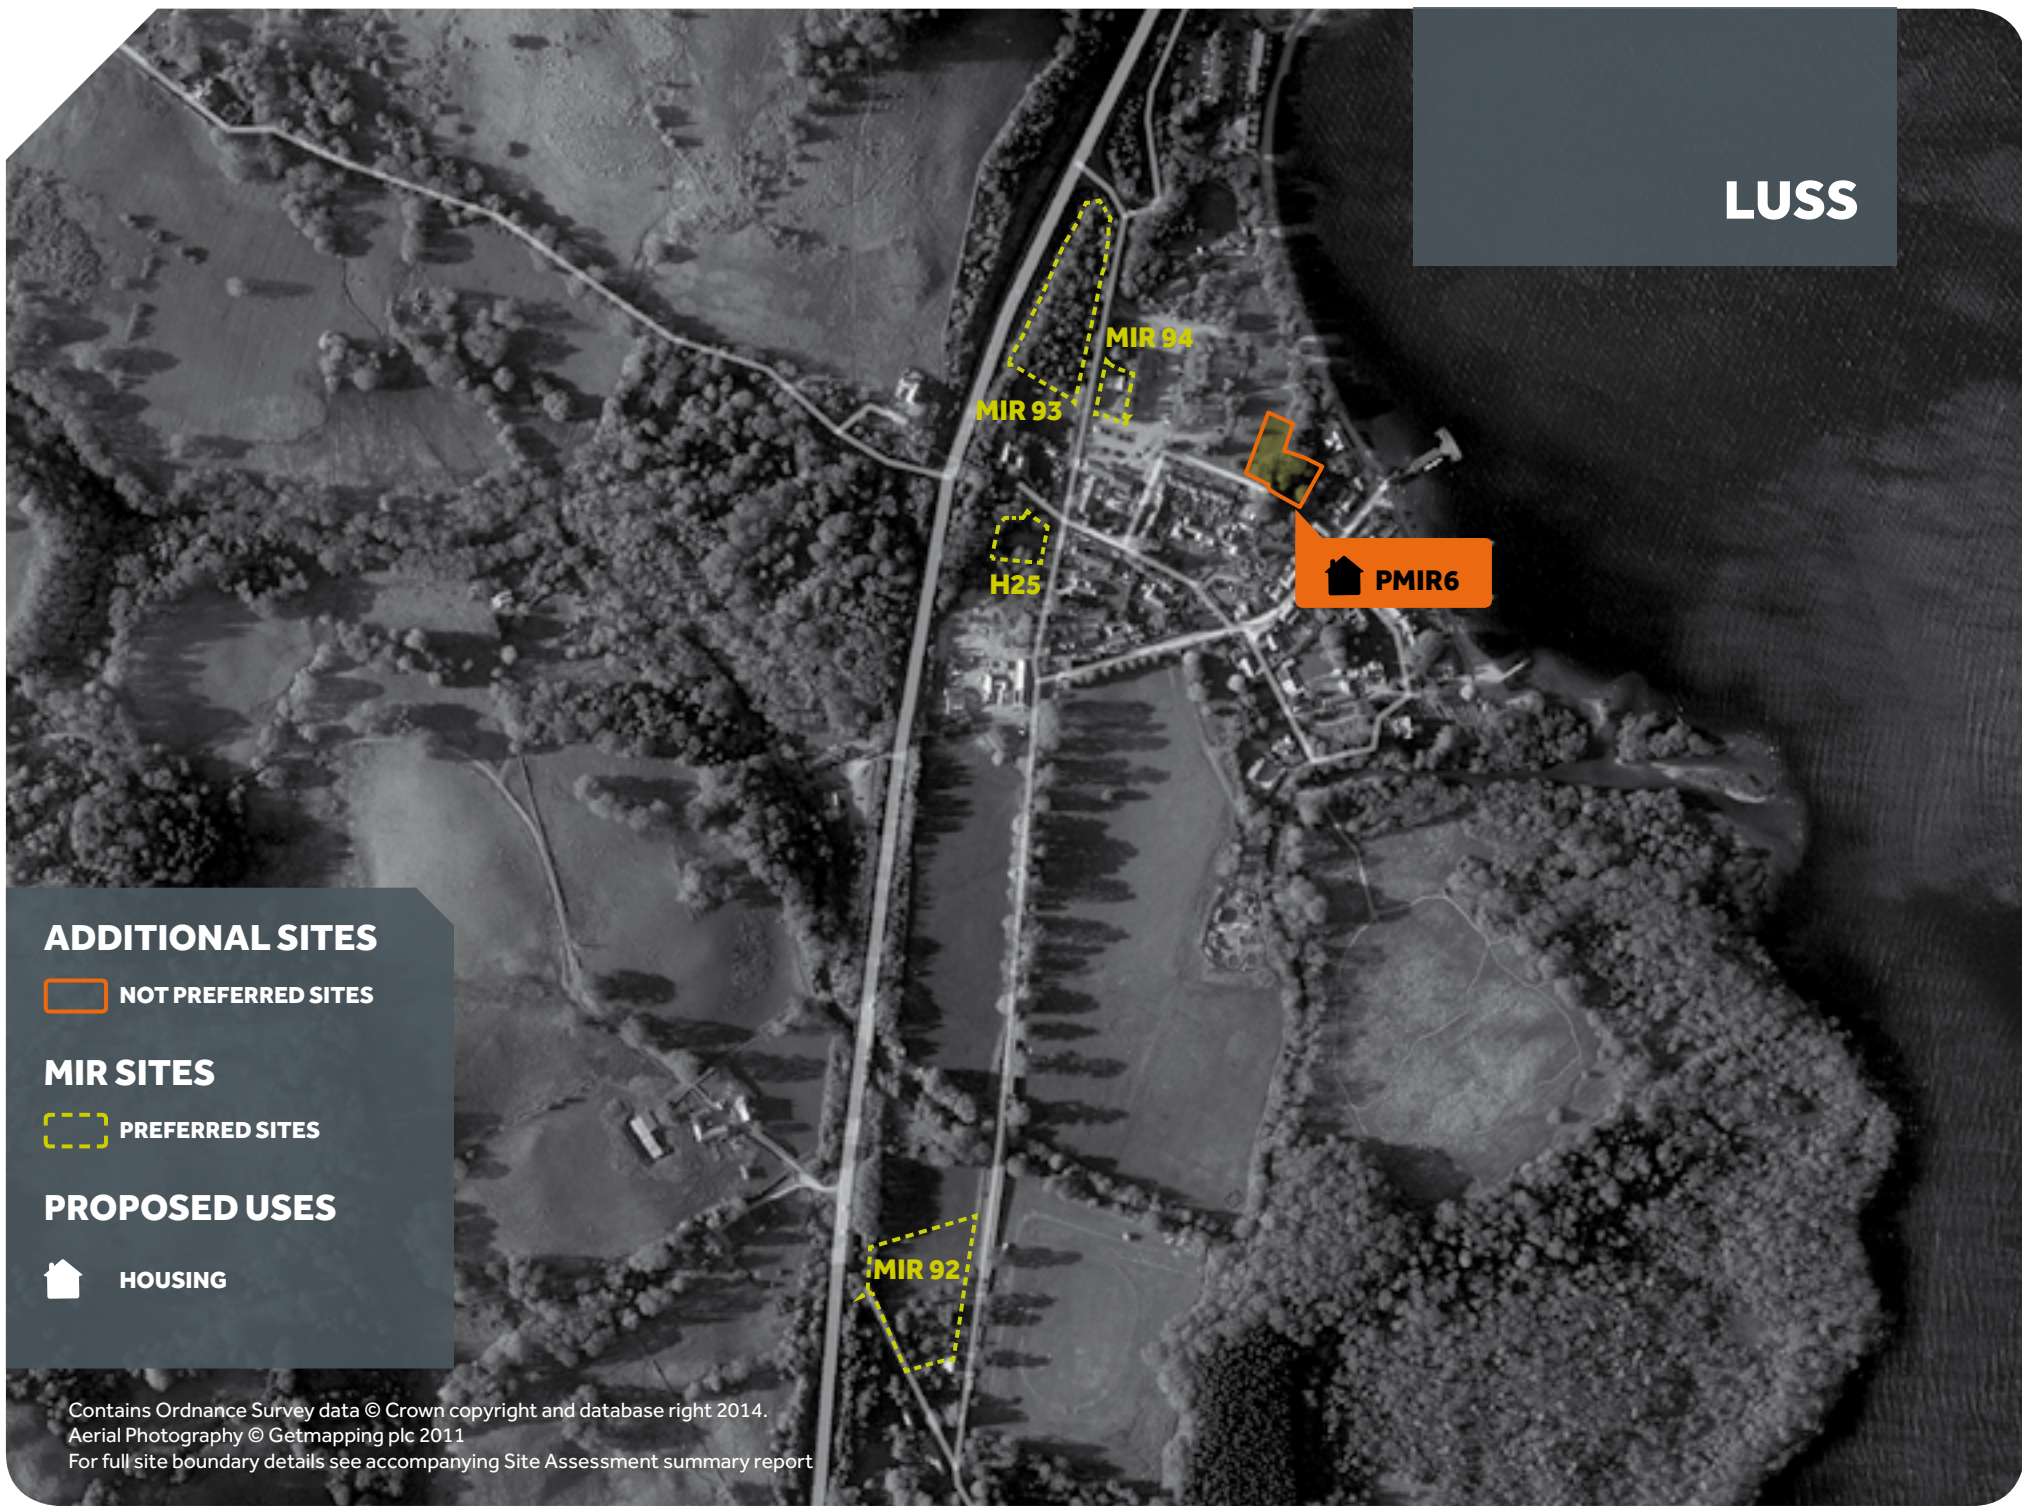 LUSS
MIR 94
MIR 93
H25
PMIR6
MIR 92
ADDITIONAL SITES
NOT PREFERRED SITES
MIR SITES
PREFERRED SITES
PROPOSED USES
HOUSING
Contains Ordnance Survey data © Crown copyright and database right 2014.
Aerial Photography © Getmapping plc 2011
For full site boundary details see accompanying Site Assessment summary report